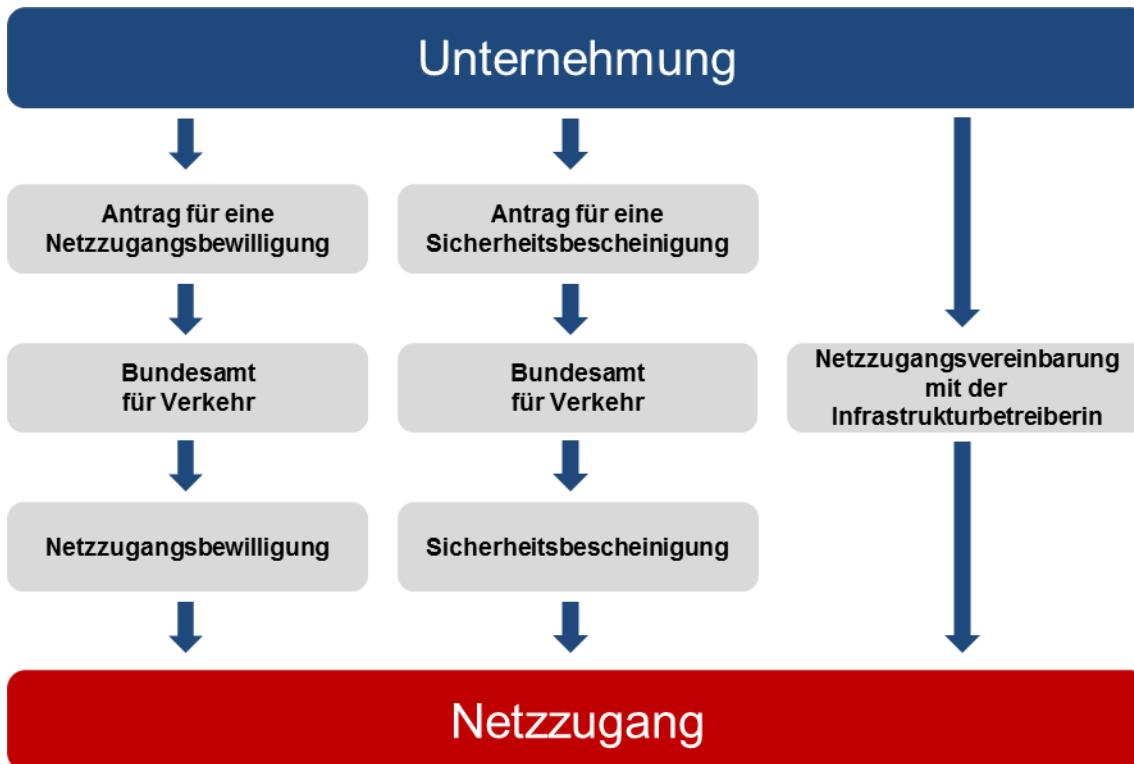 Unternehmung
Antrag für eine
Netzzugangsbewilligung
Antrag für eine
Sicherheitsbescheinigung
Bundesamt
für Verkehr
Bundesamt
für Verkehr
Netzzugangsvereinbarung
mit der
Infrastrukturbetreiberin
Netzzugangsbewilligung
Sicherheitsbescheinigung
Netzzugang